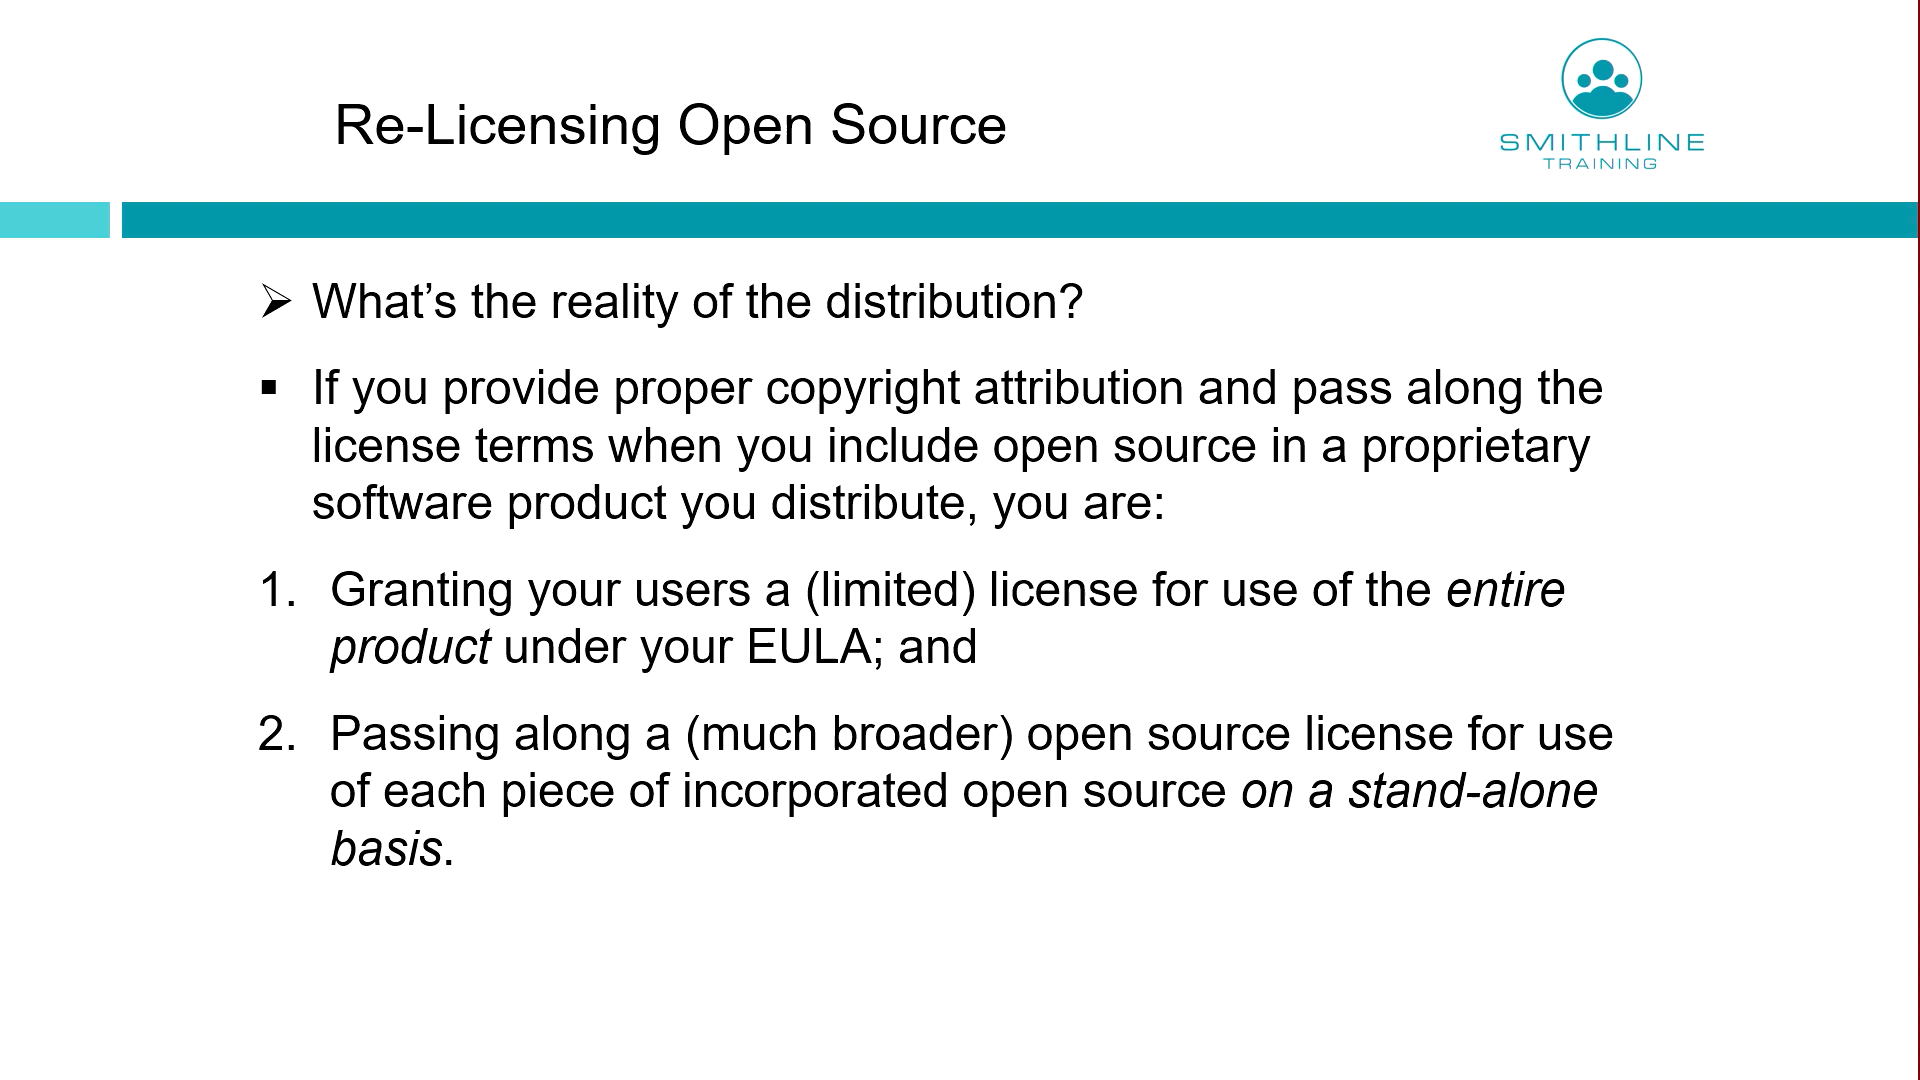 Re-Licensing Open Source
SMITHLINE
TRAINING
➢ What’s the reality of the distribution?
▪ If you provide proper copyright attribution and pass along the
license terms when you include open source in a proprietary
software product you distribute, you are:
1. Granting your users a (limited) license for use of the entire
product under your EULA; and
2. Passing along a (much broader) open source license for use
of each piece of incorporated open source on a stand-alone
basis.